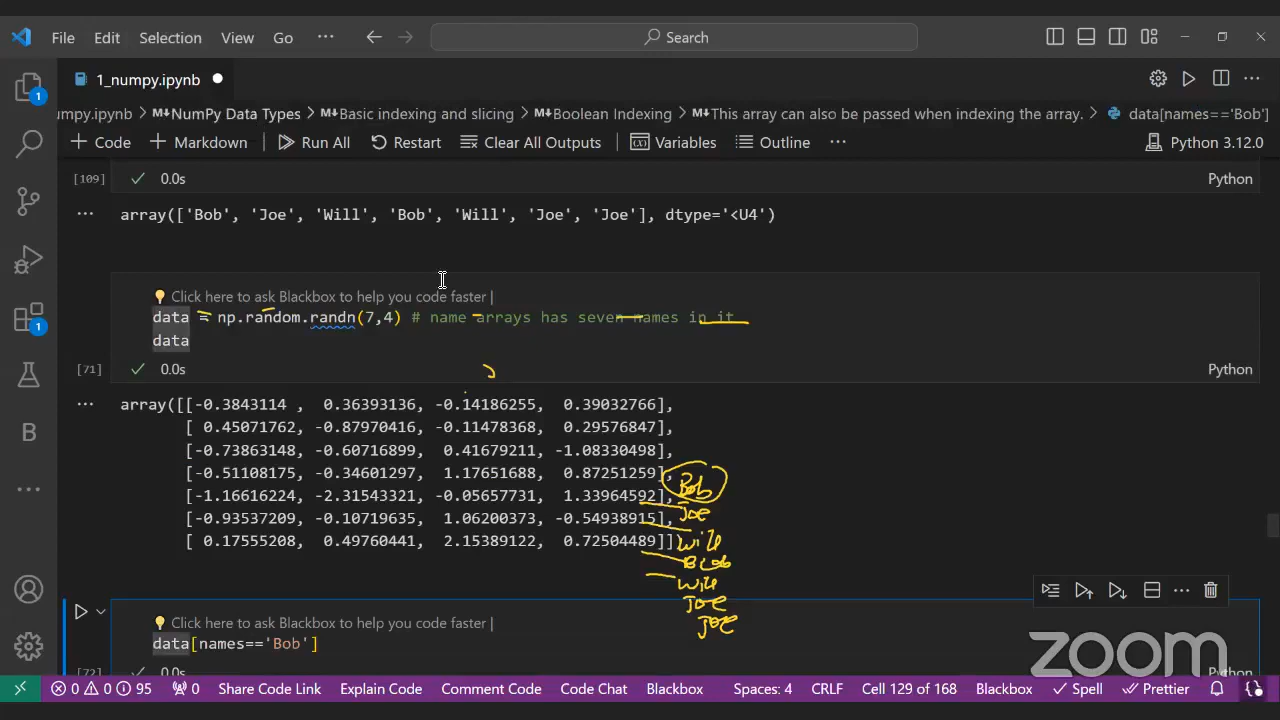 File Edit Selection View Go ··· Search
1_numpy.ipynb
umpy.ipynb > NumPy Data Types > Basic indexing and slicing > Boolean Indexing > This array can also be passed when indexing the array. > data[names=='Bob']
+ Code + Markdown Run All Restart Clear All Outputs Variables Outline ··· Python 3.12.0
[109] 0.0s Python
··· array(['Bob', 'Joe', 'Will', 'Bob', 'Will', 'Joe', 'Joe'], dtype='<U4')
Click here to ask Blackbox to help you code faster |
data = np.random.randn(7,4) # name arrays has seven names in it
data
[71] 0.0s Python
··· array([[-0.3843114 , 0.36393136, -0.14186255, 0.39032766],
[ 0.45071762, -0.87970416, -0.11478368, 0.29576847],
[-0.73863148, -0.60716899, 0.41679211, -1.08330498],
[-0.51108175, -0.34601297, 1.17651688, 0.87251259],
[-1.16616224, -2.31543321, -0.05657731, 1.33964592],
[-0.93537209, -0.10719635, 1.06200373, -0.54938915],
[ 0.17555208, 0.49760441, 2.15389122, 0.72504489]])
Bob
Joe
Will
Bob
Will
Joe
Joe
Click here to ask Blackbox to help you code faster |
data[names=='Bob']
[72] 0.0s Python
zoom
0 0 95 0 Share Code Link Explain Code Comment Code Code Chat Blackbox Spaces: 4 CRLF Cell 129 of 168 Blackbox Spell Prettier
1
1
B